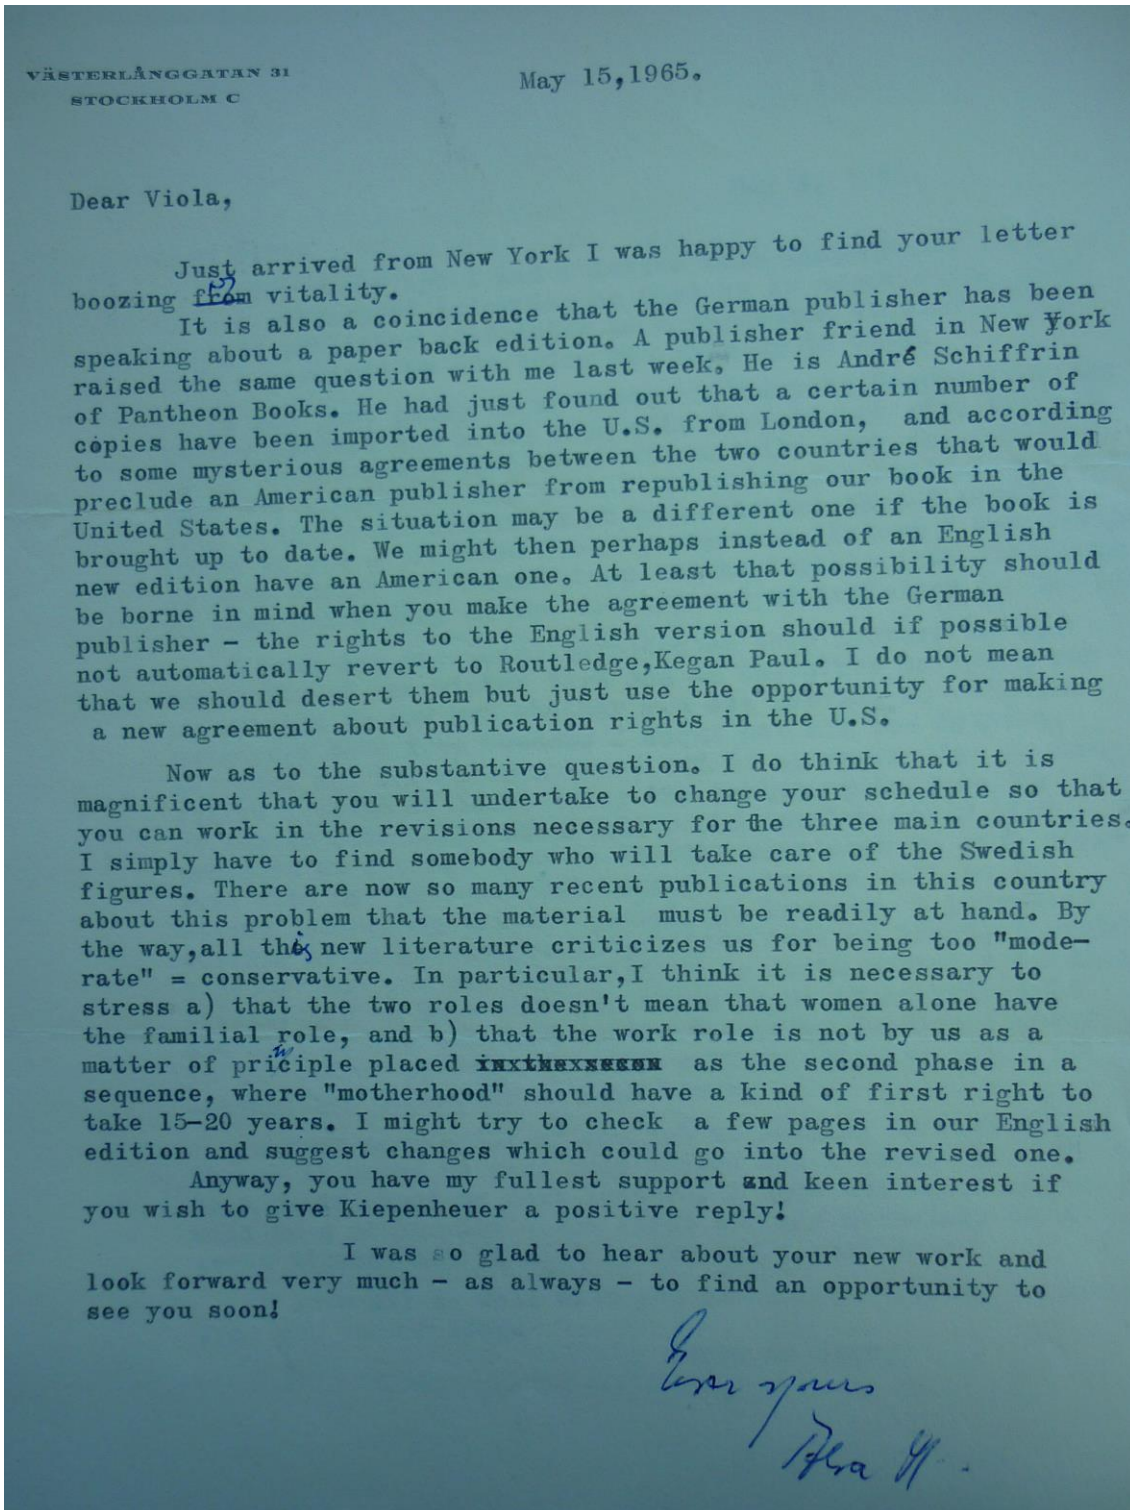 VÄSTERLÅNGGATAN 31
STOCKHOLM C
May 15,1965.
Dear Viola,
Just arrived from New York I was happy to find your letter
boozing from vitality.
It is also a coincidence that the German publisher has been
speaking about a paper back edition. A publisher friend in New York
raised the same question with me last week. He is André Schiffrin
of Pantheon Books. He had just found out that a certain number of
copies have been imported into the U.S. from London, and according
to some mysterious agreements between the two countries that would
preclude an American publisher from republishing our book in the
United States. The situation may be a different one if the book is
brought up to date. We might then perhaps instead of an English
new edition have an American one. At least that possibility should
be borne in mind when you make the agreement with the German
publisher - the rights to the English version should if possible
not automatically revert to Routledge,Kegan Paul. I do not mean
that we should desert them but just use the opportunity for making
a new agreement about publication rights in the U.S.
Now as to the substantive question. I do think that it is
magnificent that you will undertake to change your schedule so that
you can work in the revisions necessary for the three main countries.
I simply have to find somebody who will take care of the Swedish
figures. There are now so many recent publications in this country
about this problem that the material must be readily at hand. By
the way,all this new literature criticizes us for being too "mode-
rate" = conservative. In particular,I think it is necessary to
stress a) that the two roles doesn't mean that women alone have
the familial role, and b) that the work role is not by us as a
matter of principle placed as the second phase in a
sequence, where "motherhood" should have a kind of first right to
take 15-20 years. I might try to check a few pages in our English
edition and suggest changes which could go into the revised one.
Anyway, you have my fullest support and keen interest if
you wish to give Kiepenheuer a positive reply!
I was so glad to hear about your new work and
look forward very much - as always - to find an opportunity to
see you soon!
Ever yours
Alva M.